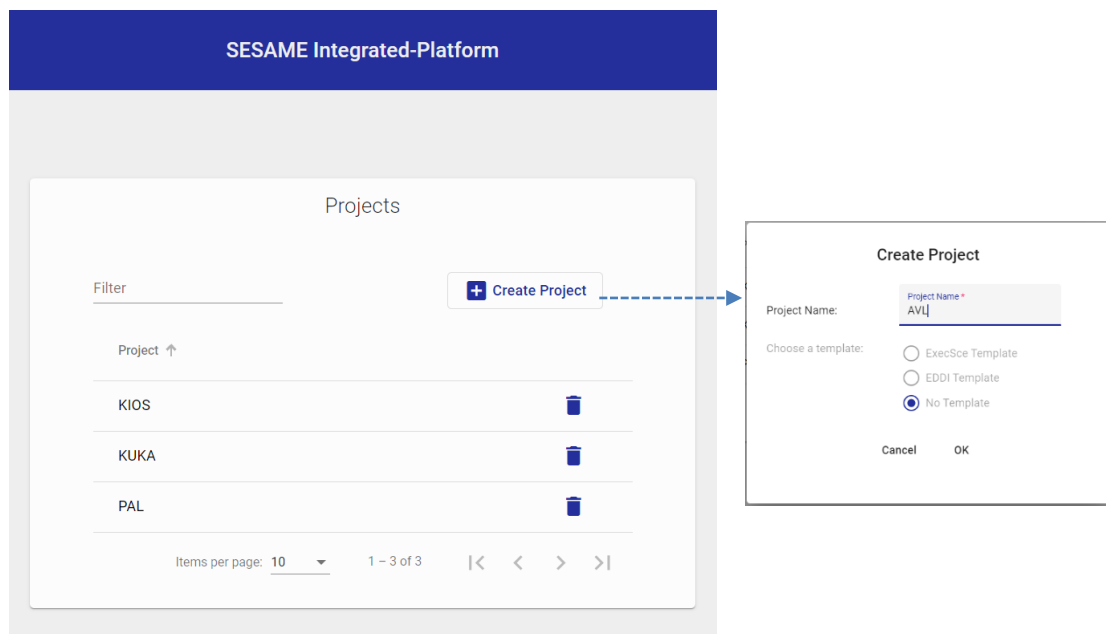 SESAME Integrated-Platform
Projects
Filter
Create Project
Project
KIOS
KUKA
PAL
Items per page: 10
1 – 3 of 3
Create Project
Project Name *
Project Name: AVL
Choose a template:
ExecSce Template
EDDI Template
No Template
Cancel OK